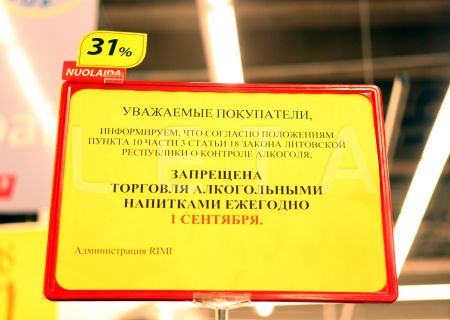 31%
NUOLAIDA
УВАЖАЕМЫЕ ПОКУПАТЕЛИ,
ИНФОРМИРУЕМ, ЧТО СОГЛАСНО ПОЛОЖЕНИЯМ
ПУНКТА 10 ЧАСТИ 3 СТАТЬИ 18 ЗАКОНА ЛИТОВСКОЙ
РЕСПУБЛИКИ О КОНТРОЛЕ АЛКОГОЛЯ,
ЗАПРЕЩЕНА
ТОРГОВЛЯ АЛКОГОЛЬНЫМИ
НАПИТКАМИ ЕЖЕГОДНО
1 СЕНТЯБРЯ.
Администрация RIMI